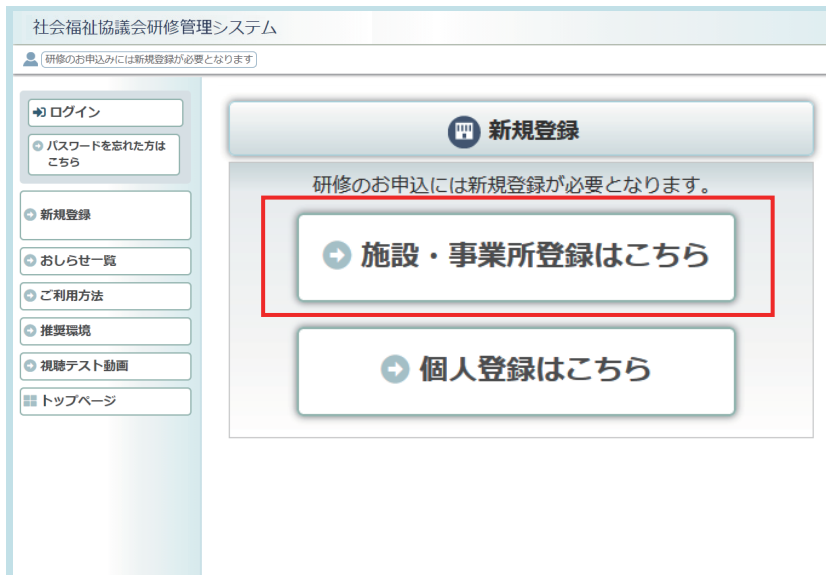 社会福祉協議会研修管理システム
研修のお申込みには新規登録が必要となります
ログイン
パスワードを忘れた方は
こちら
新規登録
おしらせ一覧
ご利用方法
推奨環境
視聴テスト動画
トップページ
新規登録
研修のお申込には新規登録が必要となります。
施設・事業所登録はこちら
個人登録はこちら